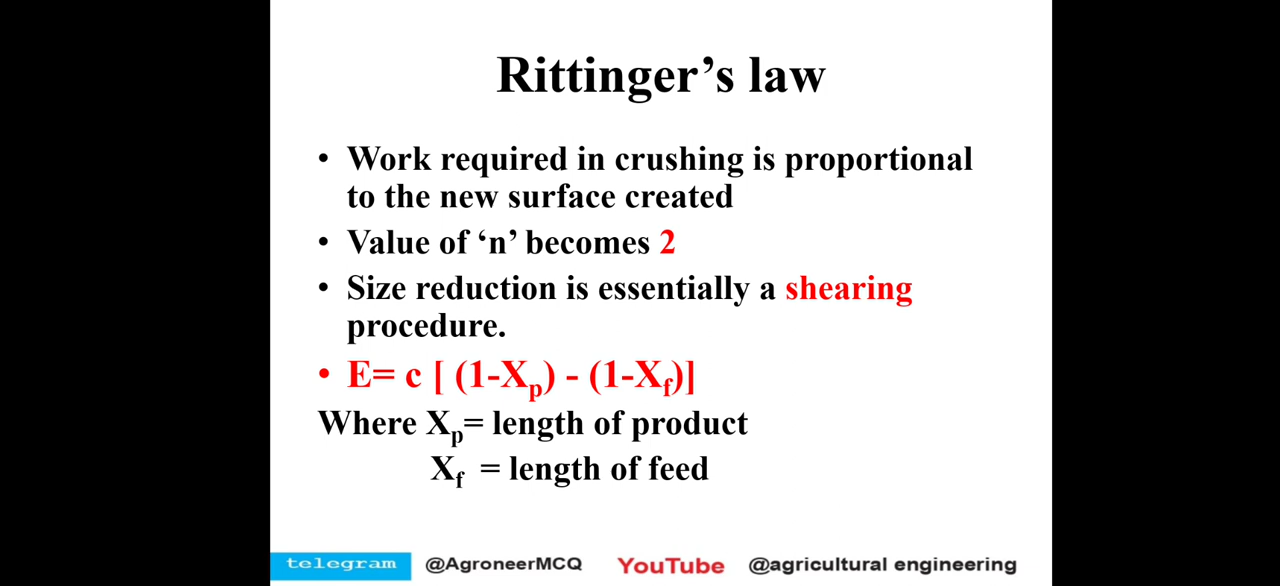 Rittinger’s law
• Work required in crushing is proportional
to the new surface created
• Value of ‘n’ becomes 2
• Size reduction is essentially a shearing
procedure.
• E= c [ (1-Xp) - (1-Xf)]
Where Xp= length of product
Xf = length of feed
telegram @AgroneerMCQ YouTube @agricultural engineering